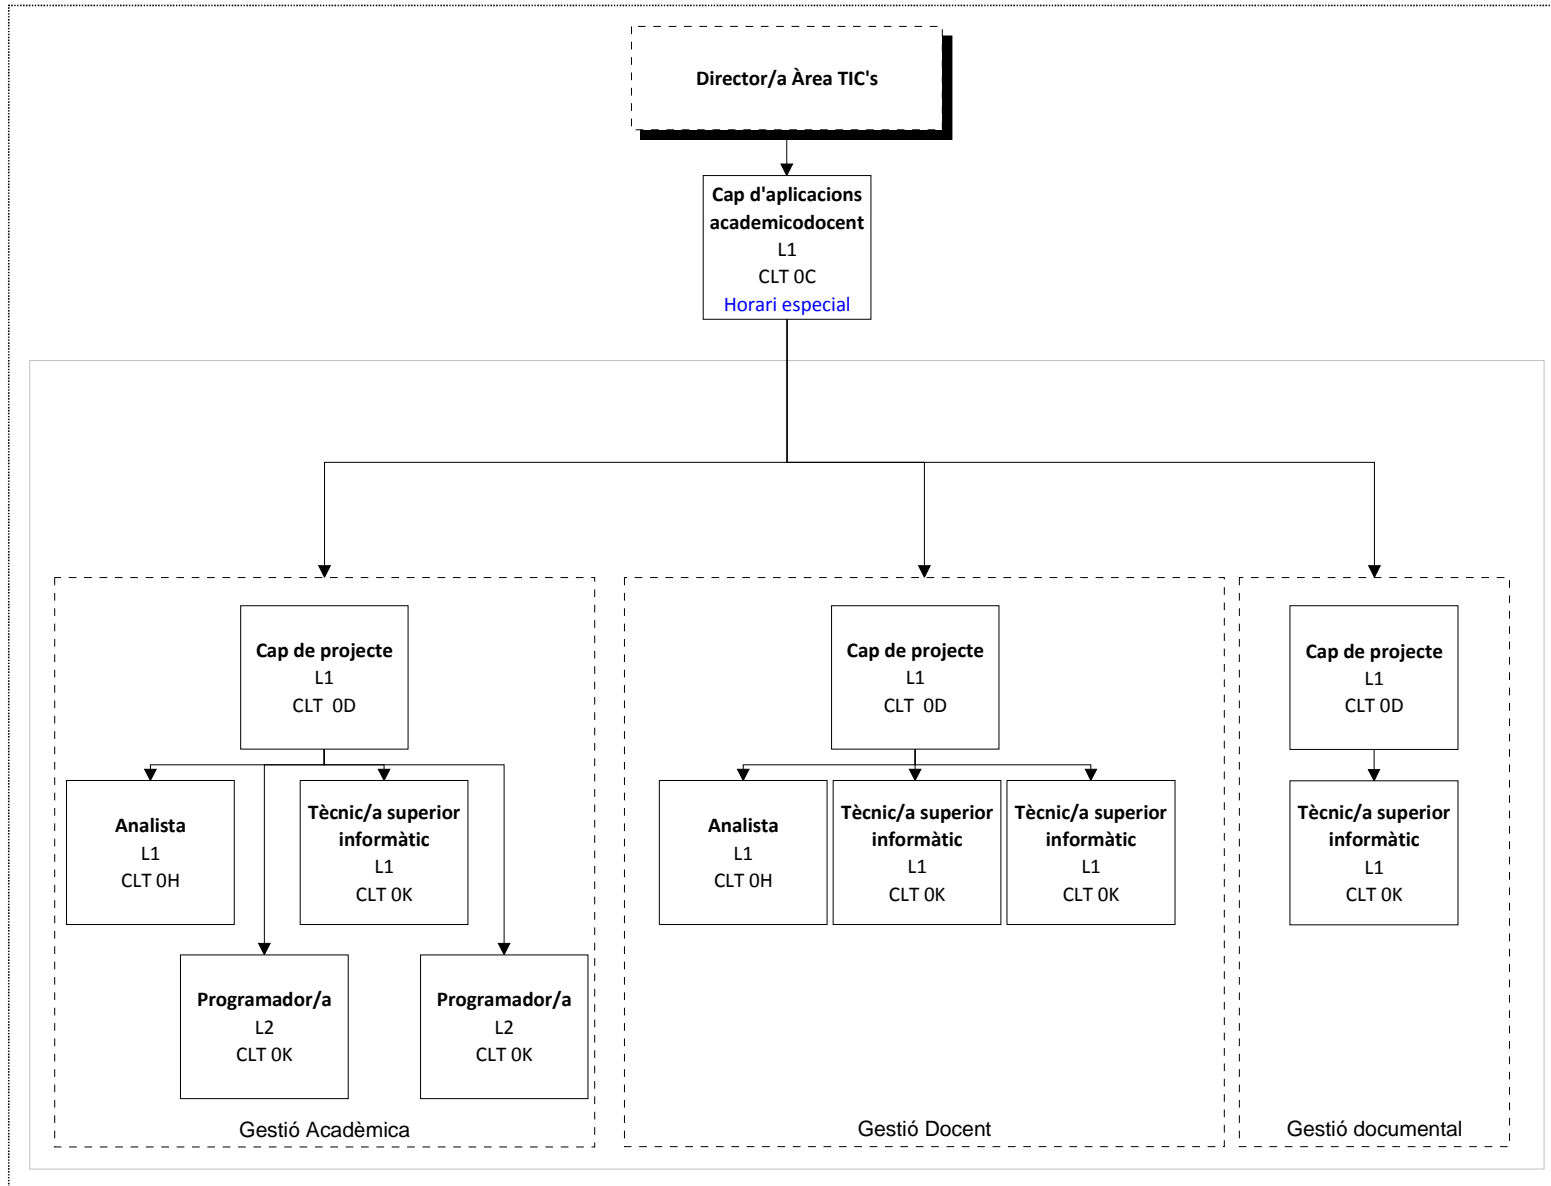 Director/a Àrea TIC's
Cap d'aplicacions
academicodocent
L1
CLT 0C
Horari especial
Cap de projecte
L1
CLT  0D
Analista
L1
CLT 0H
Tècnic/a superior
informàtic
L1
CLT 0K
Programador/a
L2
CLT 0K
Programador/a
L2
CLT 0K
Gestió Acadèmica
Cap de projecte
L1
CLT  0D
Analista
L1
CLT 0H
Tècnic/a superior
informàtic
L1
CLT 0K
Tècnic/a superior
informàtic
L1
CLT 0K
Gestió Docent
Cap de projecte
L1
CLT 0D
Tècnic/a superior
informàtic
L1
CLT 0K
Gestió documental